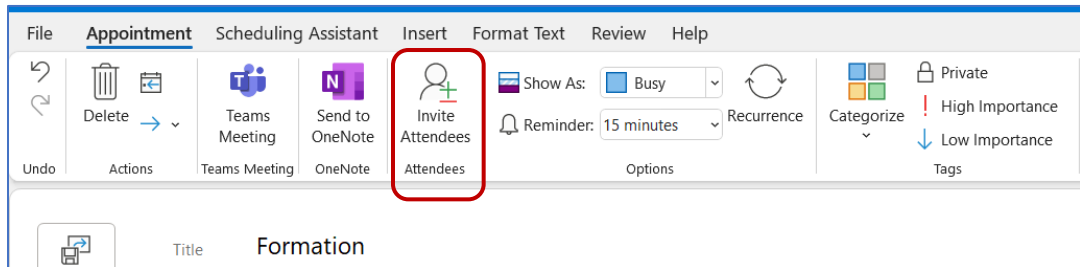 File Appointment Scheduling Assistant Insert Format Text Review Help
Delete
Teams
Meeting
N
Send to
OneNote
Invite
Attendees
Show As: Busy
Reminder: 15 minutes
Recurrence
Categorize
Private
High Importance
Low Importance
Undo Actions Teams Meeting OneNote Attendees Options Tags
Title Formation